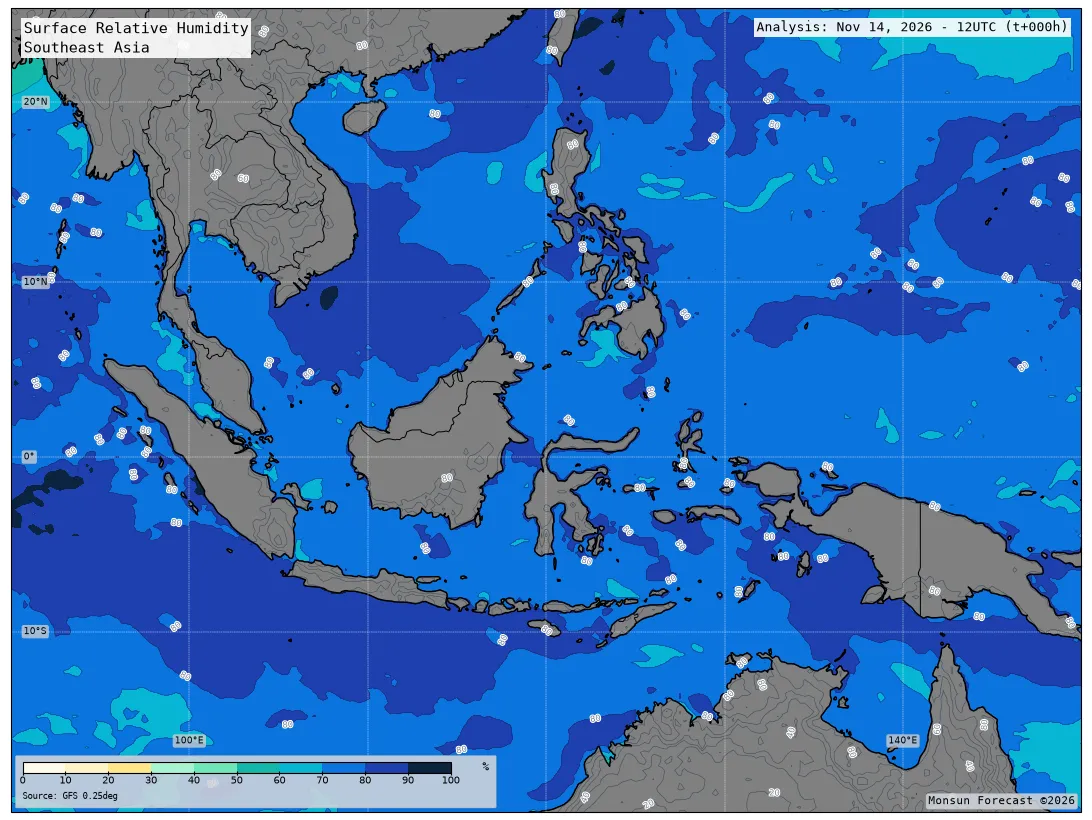 Surface Relative Humidity
Southeast Asia
Analysis: Nov 14, 2026 - 12UTC (t+000h)
20°N
10°N
0°
10°S
100°E
140°E
%
0 10 20 30 40 50 60 70 80 90 100
Source: GFS 0.25deg
Monsun Forecast ©2026